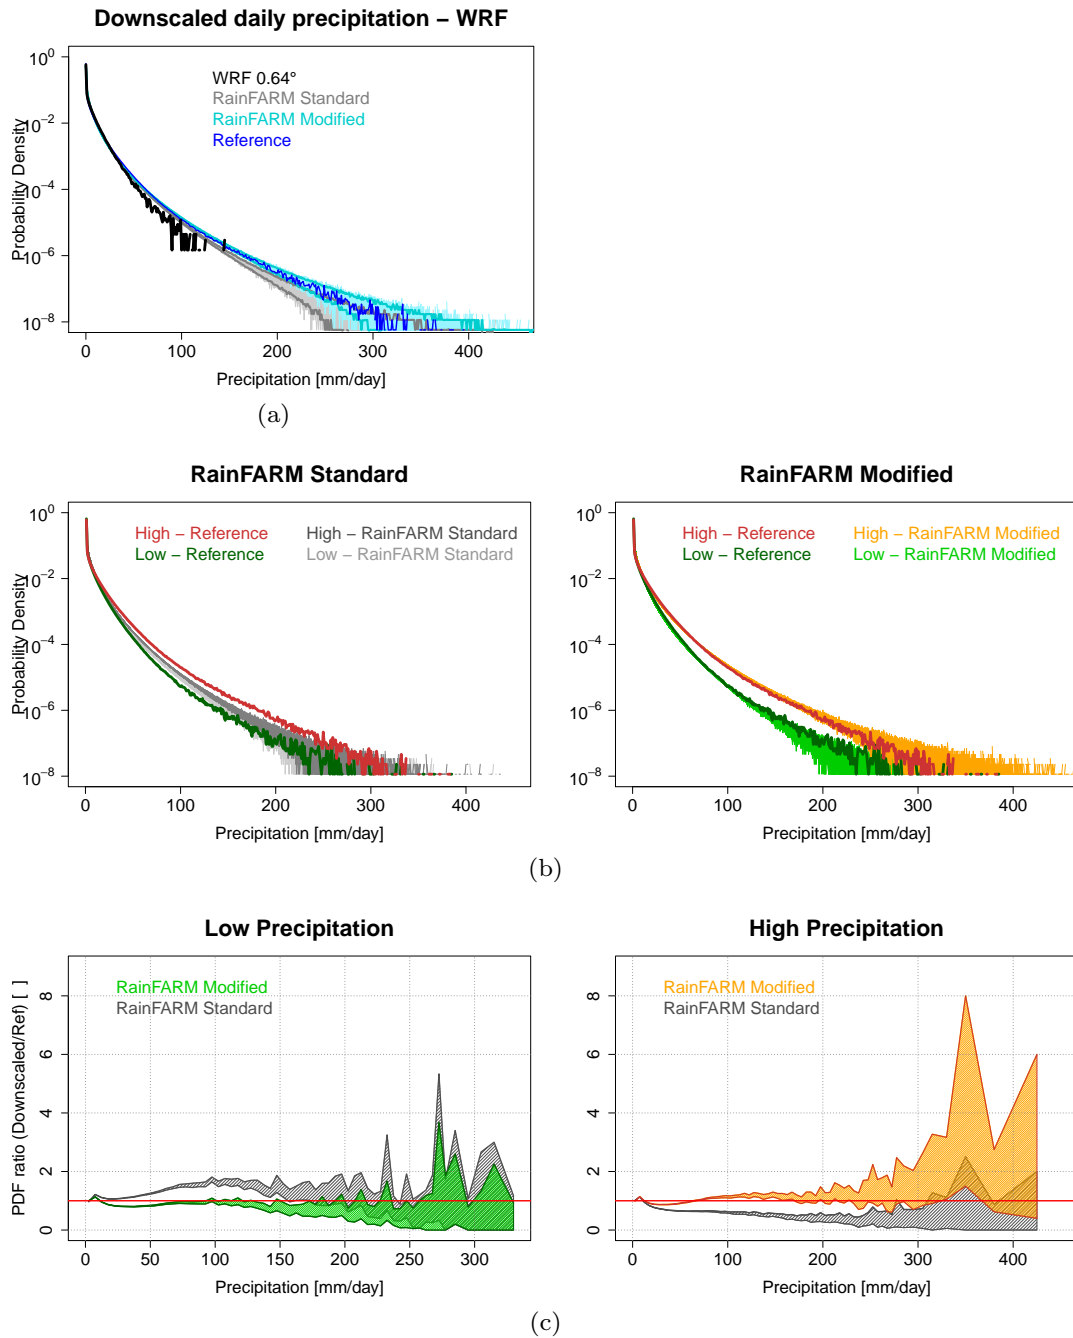 Downscaled daily precipitation – WRF
Probability Density
10^0
10^−2
10^−4
10^−6
10^−8
WRF 0.64°
RainFARM Standard
RainFARM Modified
Reference
0 100 200 300 400
Precipitation [mm/day]
(a)
RainFARM Standard
Probability Density
10^0
10^−2
10^−4
10^−6
10^−8
High – Reference High – RainFARM Standard
Low – Reference Low – RainFARM Standard
0 100 200 300 400
Precipitation [mm/day]
RainFARM Modified
10^0
10^−2
10^−4
10^−6
10^−8
High – Reference High – RainFARM Modified
Low – Reference Low – RainFARM Modified
0 100 200 300 400
Precipitation [mm/day]
(b)
Low Precipitation
PDF ratio (Downscaled/Ref) [ ]
8
6
4
2
0
RainFARM Modified
RainFARM Standard
0 50 100 150 200 250 300
Precipitation [mm/day]
High Precipitation
8
6
4
2
0
RainFARM Modified
RainFARM Standard
0 100 200 300 400
Precipitation [mm/day]
(c)